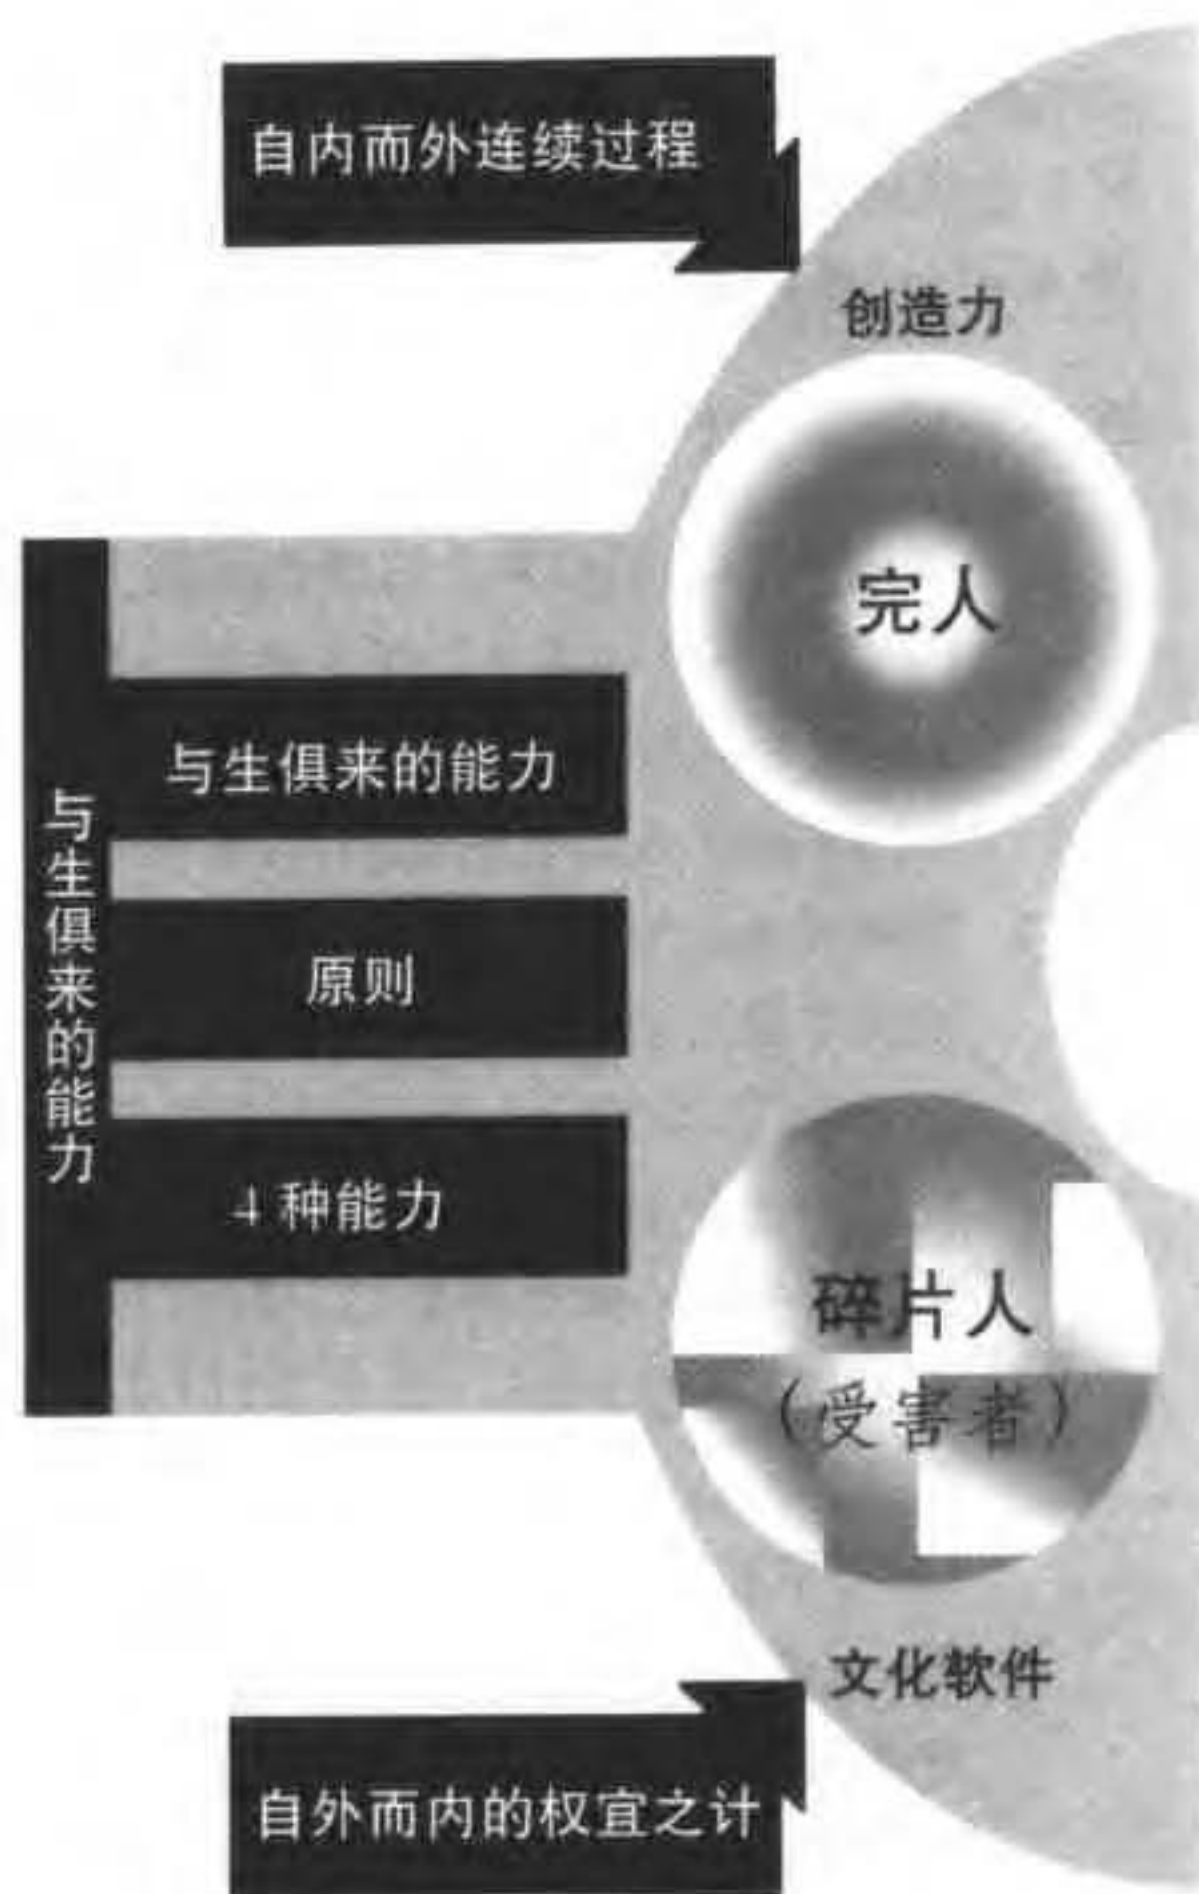 自内而外连续过程
创造力
完人
与生俱来的能力
与生俱来的能力
原则
4 种能力
碎片人
（受害者）
文化软件
自外而内的权宜之计